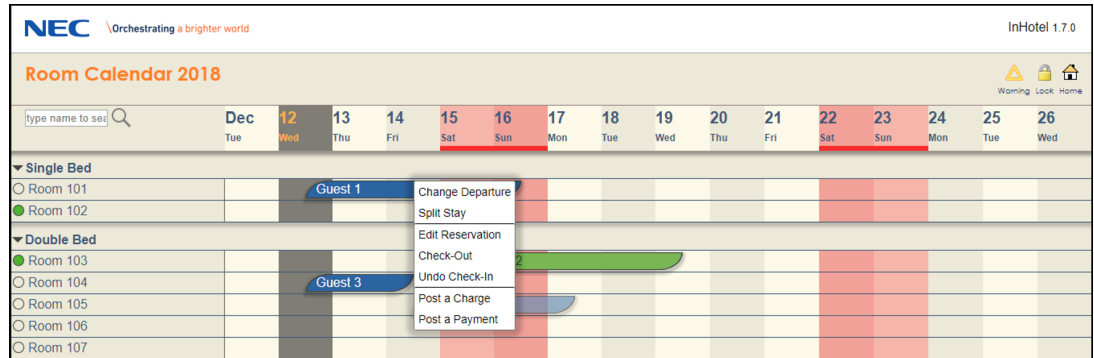 NEC \Orchestrating a brighter world InHotel 1.7.0
Room Calendar 2018
Warning Lock Home
type name to sea Dec 12 13 14 15 16 17 18 19 20 21 22 23 24 25 26
Tue Wed Thu Fri Sat Sun Mon Tue Wed Thu Fri Sat Sun Mon Tue Wed
Single Bed
Room 101 Guest 1
Change Departure
Room 102
Split Stay
Double Bed
Edit Reservation
Room 103 2
Check-Out
Room 104 Guest 3
Undo Check-In
Room 105
Post a Charge
Room 106
Post a Payment
Room 107